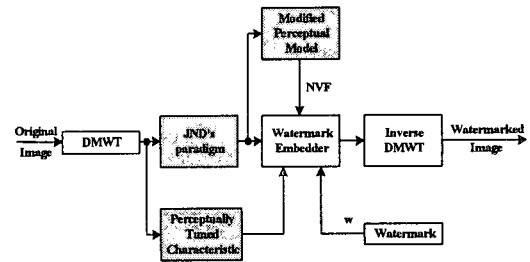 Modified
Perceptual
Model
NVF
Original
Image
DMWT
JND's
paradigm
Watermark
Embedder
Inverse
DMWT
Watermarked
Image
Perceptually
Tuned
Characteristic
w
Watermark